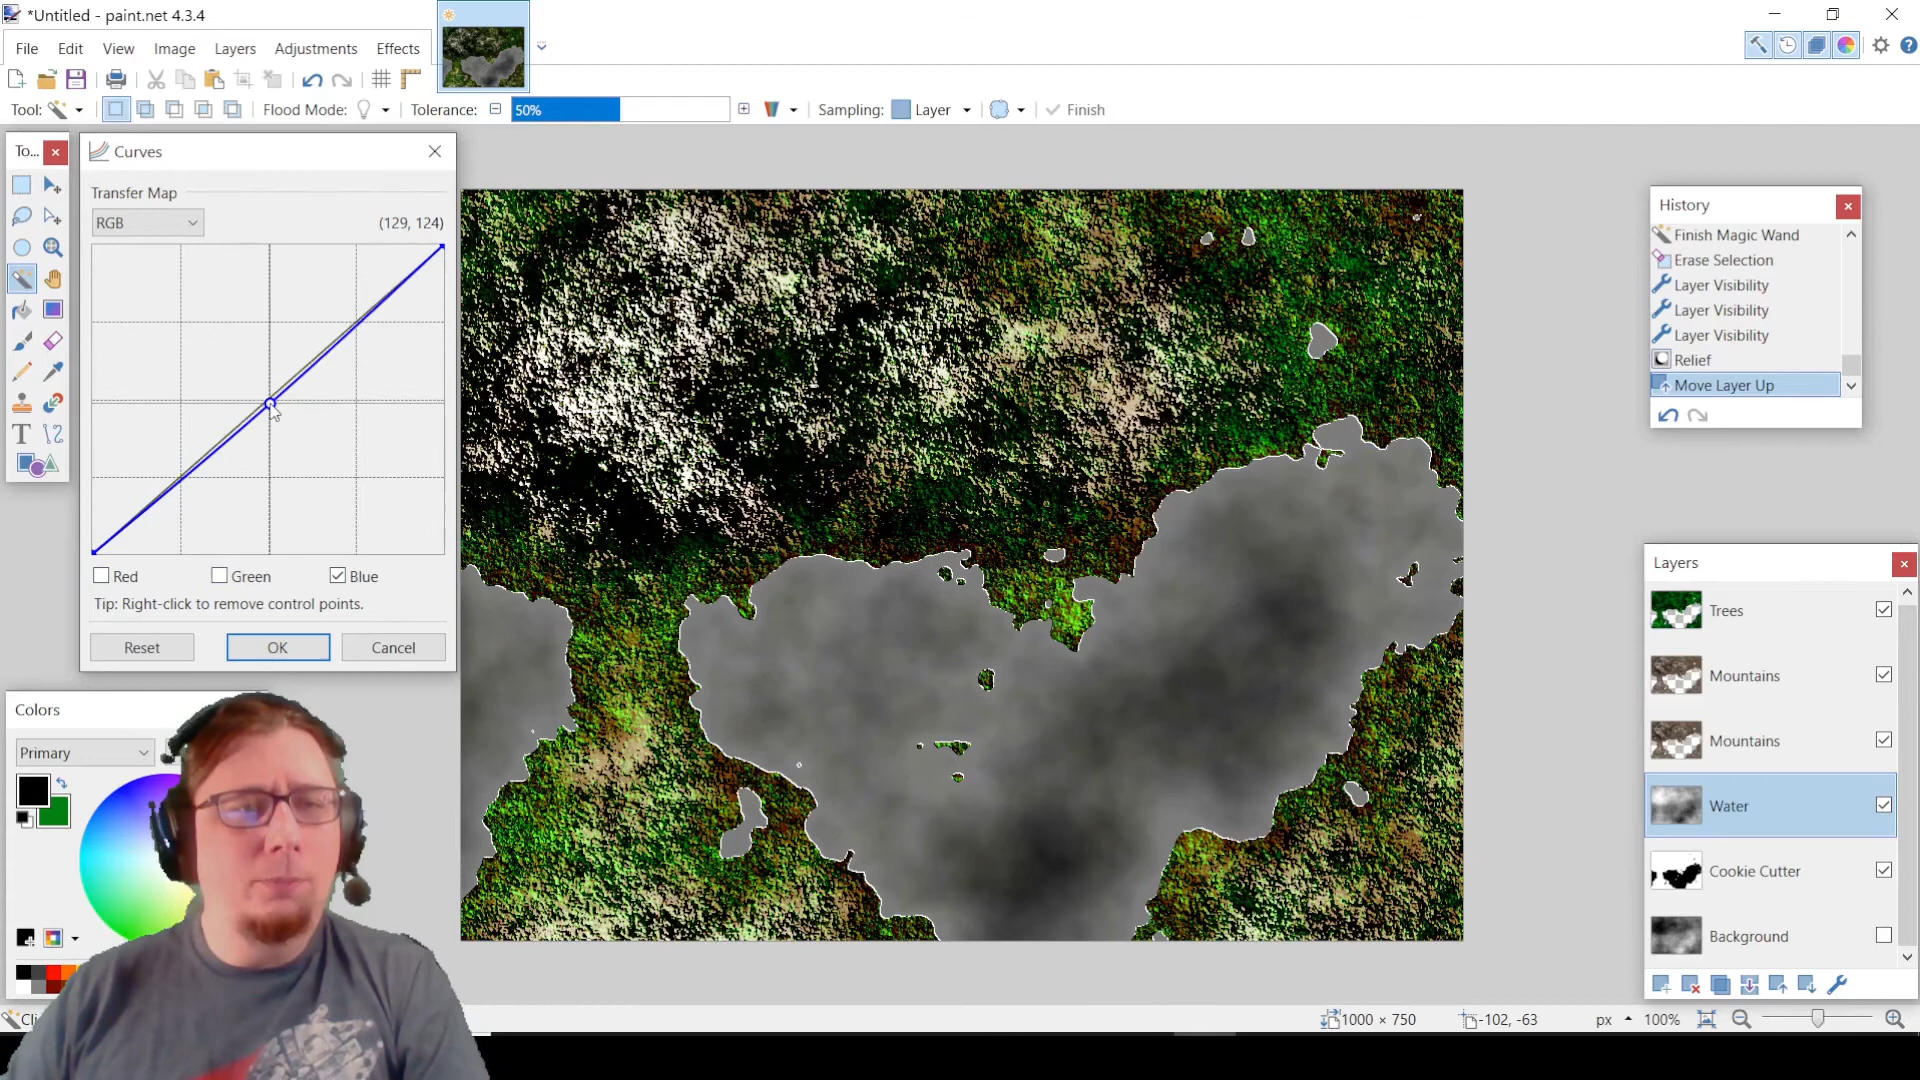 *Untitled - paint.net 4.3.4
File Edit View Image Layers Adjustments Effects
Tool: Flood Mode: Tolerance: 50% Sampling: Layer Finish
To...
Curves
Transfer Map
RGB (129, 124)
Red Green Blue
Tip: Right-click to remove control points.
Reset OK Cancel
Colors
Primary
History
Finish Magic Wand
Erase Selection
Layer Visibility
Layer Visibility
Layer Visibility
Relief
Move Layer Up
Layers
Trees
Mountains
Mountains
Water
Cookie Cutter
Background
1000 × 750 -102, -63 px 100%